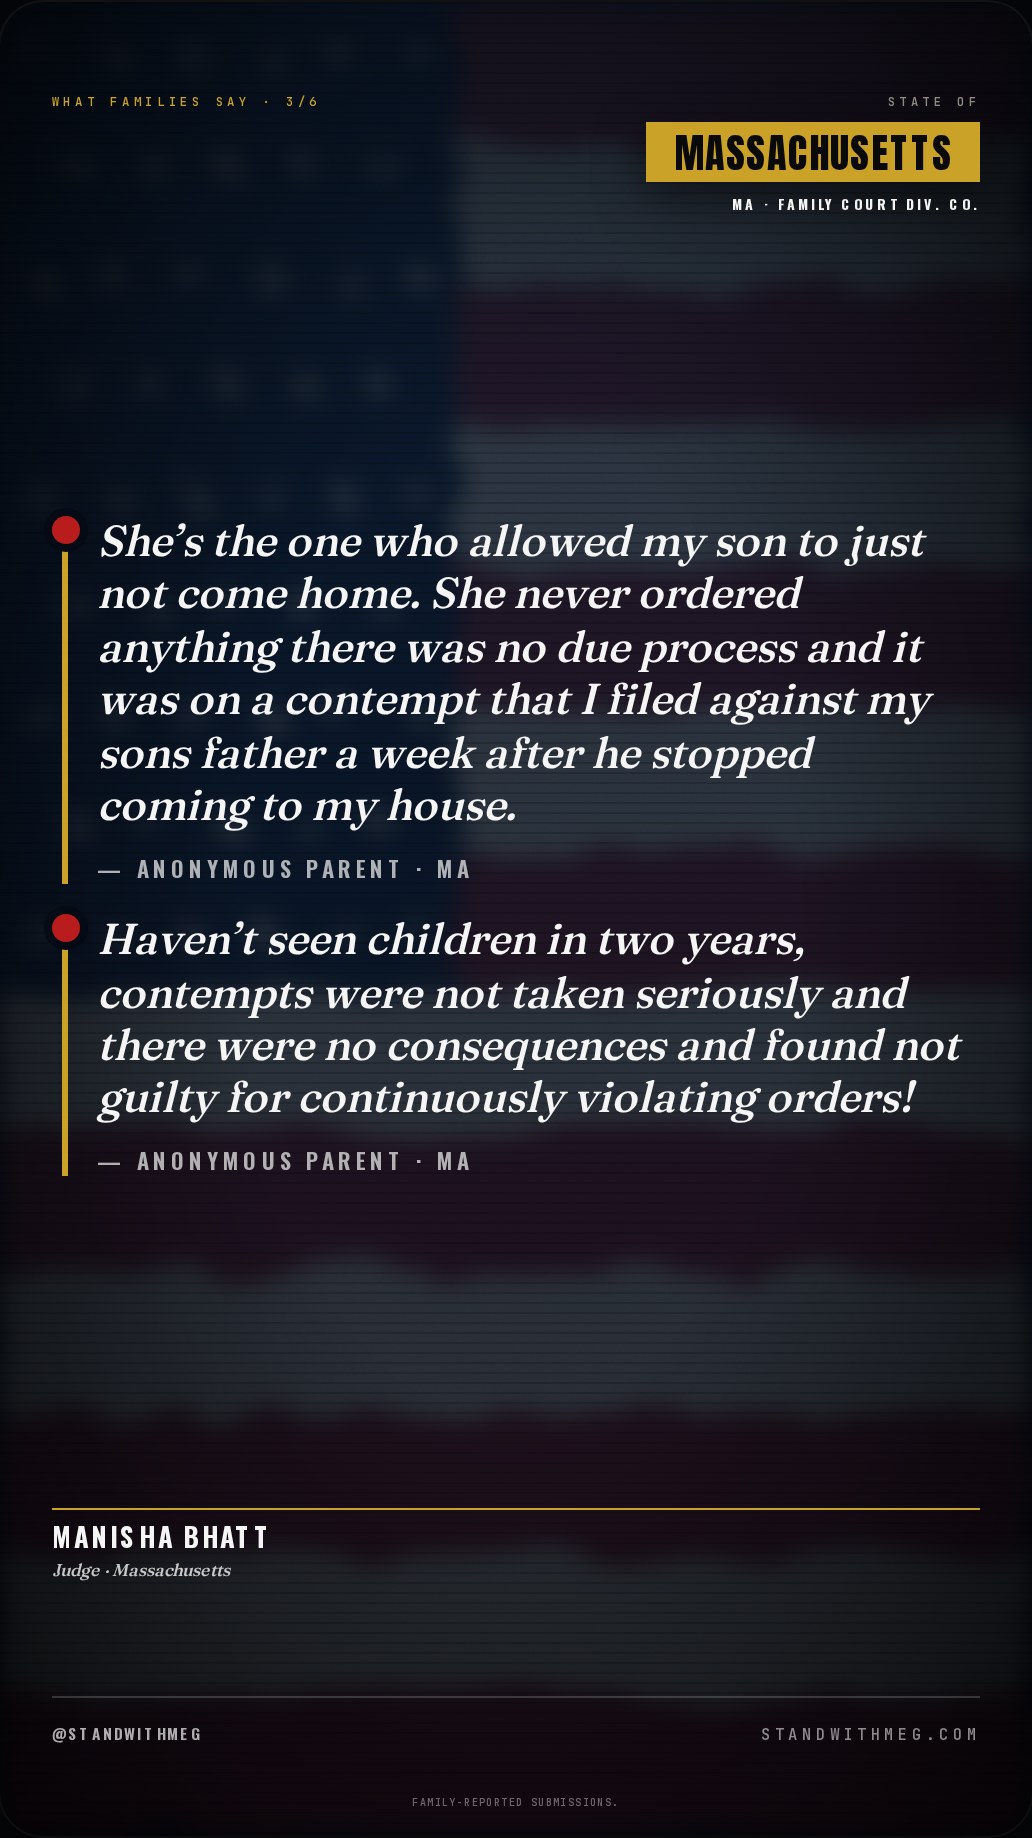 WHAT FAMILIES SAY · 3/6
STATE OF
MASSACHUSETTS
MA · FAMILY COURT DIV. CO.
She’s the one who allowed my son to just
not come home. She never ordered
anything there was no due process and it
was on a contempt that I filed against my
sons father a week after he stopped
coming to my house.
— ANONYMOUS PARENT · MA
Haven’t seen children in two years,
contempts were not taken seriously and
there were no consequences and found not
guilty for continuously violating orders!
— ANONYMOUS PARENT · MA
MANISHA BHATT
Judge · Massachusetts
@STANDWITHMEG
STANDWITHMEG.COM
FAMILY-REPORTED SUBMISSIONS.